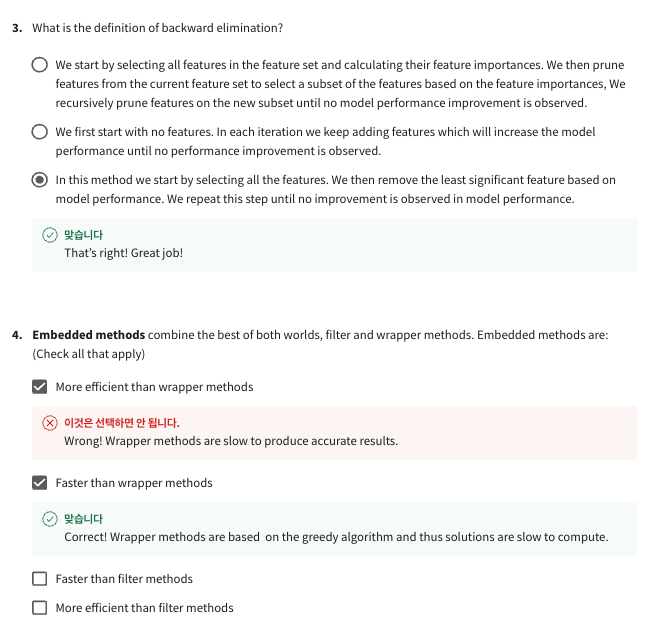 3. What is the definition of backward elimination?
We start by selecting all features in the feature set and calculating their feature importances. We then prune
features from the current feature set to select a subset of the features based on the feature importances, We
recursively prune features on the new subset until no model performance improvement is observed.
We first start with no features. In each iteration we keep adding features which will increase the model
performance until no performance improvement is observed.
In this method we start by selecting all the features. We then remove the least significant feature based on
model performance. We repeat this step until no improvement is observed in model performance.
맞습니다
That's right! Great job!
4. Embedded methods combine the best of both worlds, filter and wrapper methods. Embedded methods are:
(Check all that apply)
More efficient than wrapper methods
이것은 선택하면 안 됩니다.
Wrong! Wrapper methods are slow to produce accurate results.
Faster than wrapper methods
맞습니다
Correct! Wrapper methods are based on the greedy algorithm and thus solutions are slow to compute.
Faster than filter methods
More efficient than filter methods